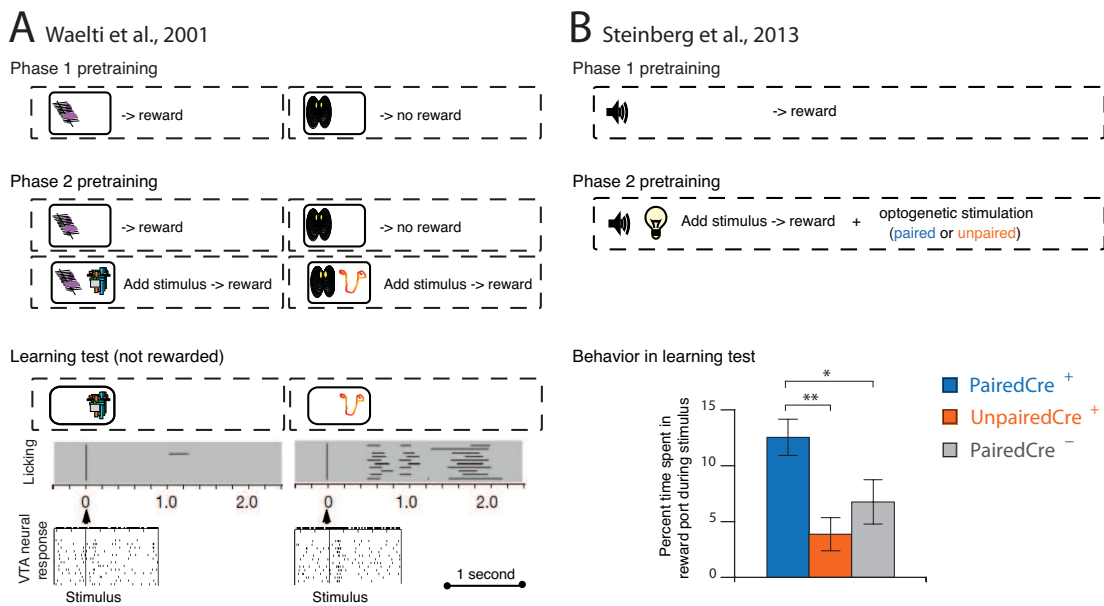 A Waelti et al., 2001
Phase 1 pretraining
-> reward
-> no reward
Phase 2 pretraining
-> reward
-> no reward
Add stimulus -> reward
Add stimulus -> reward
Learning test (not rewarded)
Licking
0 1.0 2.0
0 1.0 2.0
VTA neural
response
Stimulus
Stimulus
1 second
B Steinberg et al., 2013
Phase 1 pretraining
-> reward
Phase 2 pretraining
Add stimulus -> reward + optogenetic stimulation
(paired or unpaired)
Behavior in learning test
Percent time spent in
reward port during stimulus
15
10
5
0
*
**
PairedCre +
UnpairedCre +
PairedCre −